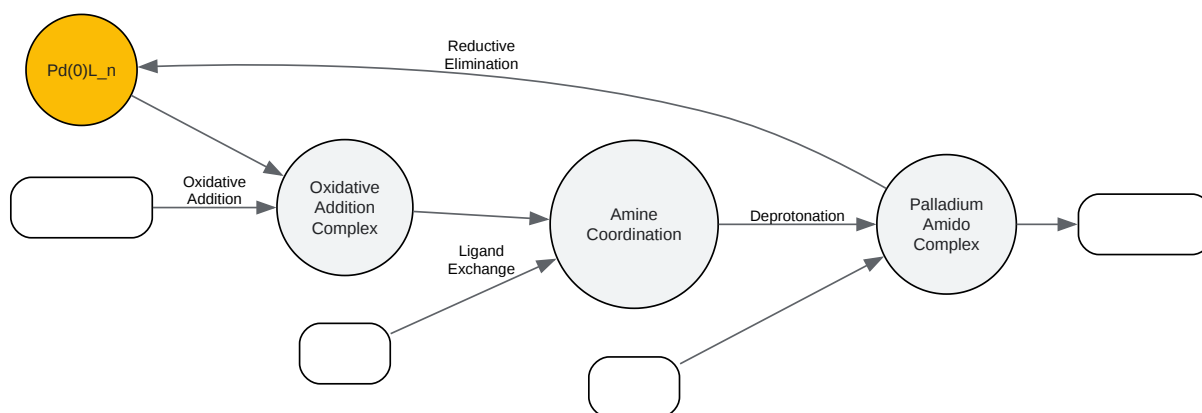 Reductive
Elimination
Pd(0)L_n
Oxidative
Addition
Oxidative
Addition
Complex
Amine
Coordination
Deprotonation
Palladium
Amido
Complex
Ligand
Exchange